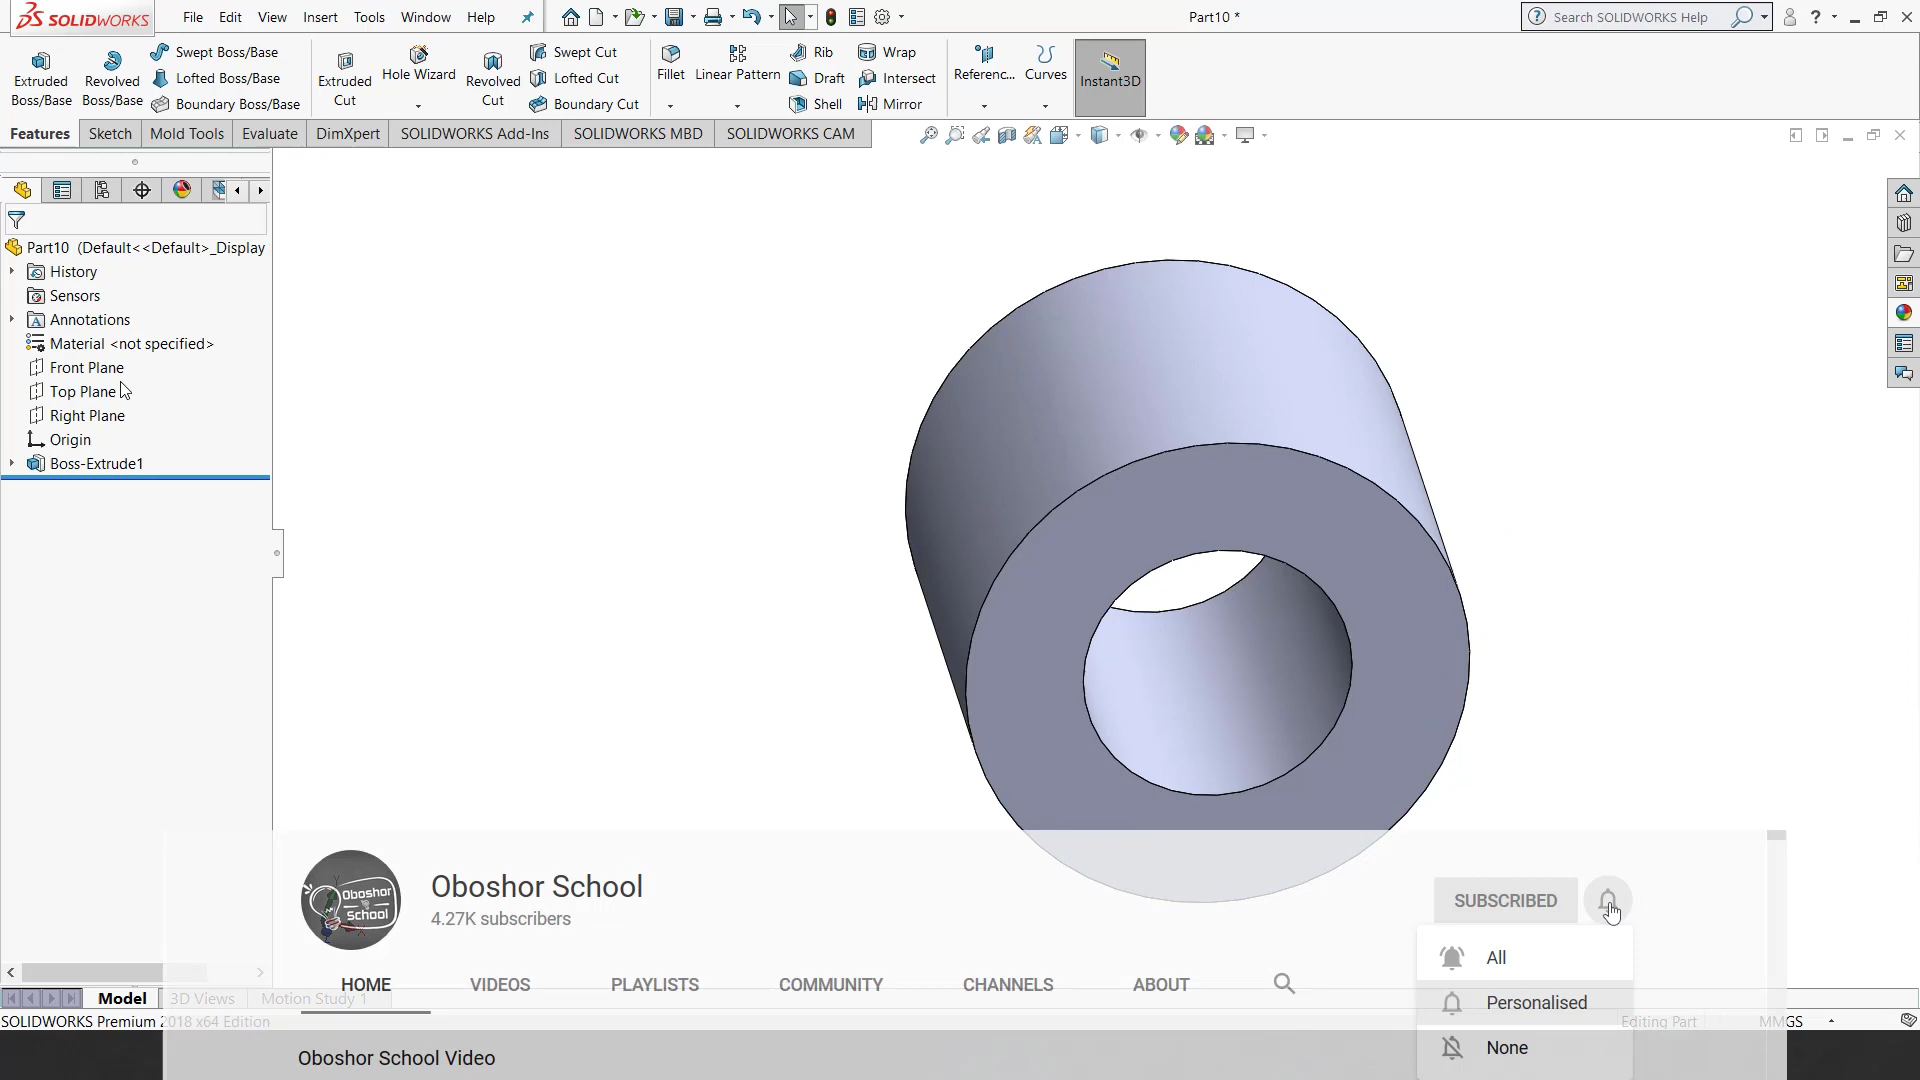 SOLIDWORKS File Edit View Insert Tools Window Help Part10 * Search SOLIDWORKS Help ?
Extruded Boss/Base
Revolved Boss/Base
Swept Boss/Base
Lofted Boss/Base
Boundary Boss/Base
Extruded Cut
Hole Wizard
Revolved Cut
Swept Cut
Lofted Cut
Boundary Cut
Fillet
Linear Pattern
Rib
Draft
Shell
Wrap
Intersect
Mirror
Referenc...
Curves
Instant3D
Features Sketch Mold Tools Evaluate DimXpert SOLIDWORKS Add-Ins SOLIDWORKS MBD SOLIDWORKS CAM
Part10 (Default<<Default>_Display
History
Sensors
Annotations
Material <not specified>
Front Plane
Top Plane
Right Plane
Origin
Boss-Extrude1
Oboshor School
Oboshor School
4.27K subscribers
SUBSCRIBED
All
HOME VIDEOS PLAYLISTS COMMUNITY CHANNELS ABOUT
Personalised
None
Model 3D Views Motion Study 1
SOLIDWORKS Premium 2018 x64 Edition Editing Part MMGS
Oboshor School Video